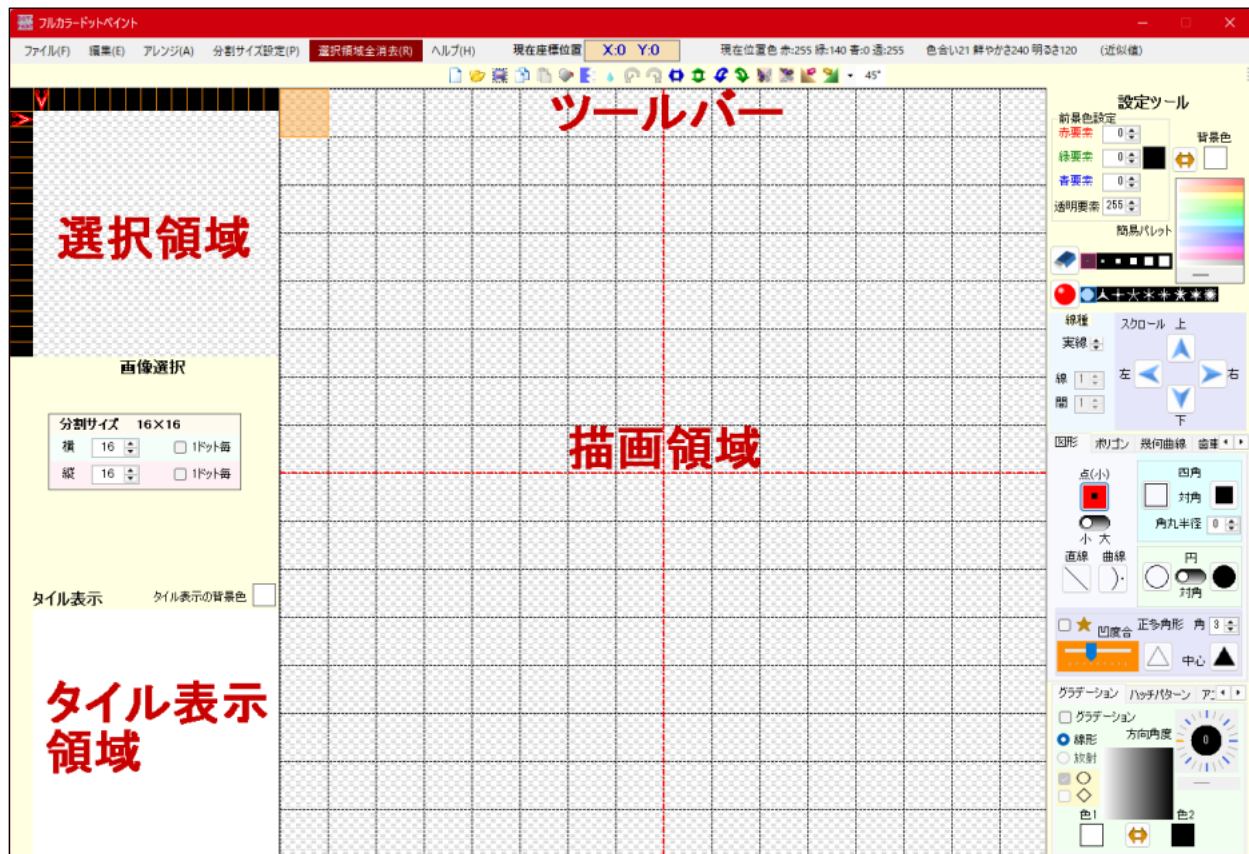 フルカラードットペイント
ファイル(F) 編集(E) アレンジ(A) 分割サイズ設定(P) 選択領域全消去(R) ヘルプ(H) 現在座標位置 X:0 Y:0 現在位置色 赤:255 緑:140 青:0 透:255 色合い21 鮮やかさ240 明るさ120 (近似値)
45°
ツールバー
選択領域
画像選択
分割サイズ 16×16
横 16 1ドット毎
縦 16 1ドット毎
タイル表示 タイル表示の背景色
タイル表示
領域
描画領域
設定ツール
前景色設定
赤要素 0
背景色
緑要素 0
青要素 0
透明要素 255
簡易パレット
線種
実線
線 1
間 1
スクロール 上
左 右
下
図形 ポリゴン 幾何曲線 歯車
点(小)
小 大
直線 曲線
四角
対角
角丸半径 0
円
対角
凹度合 正多角形 角 3
中心
グラデーション ハッチパターン
グラデーション
線形 方向角度 0
放射
色1 色2